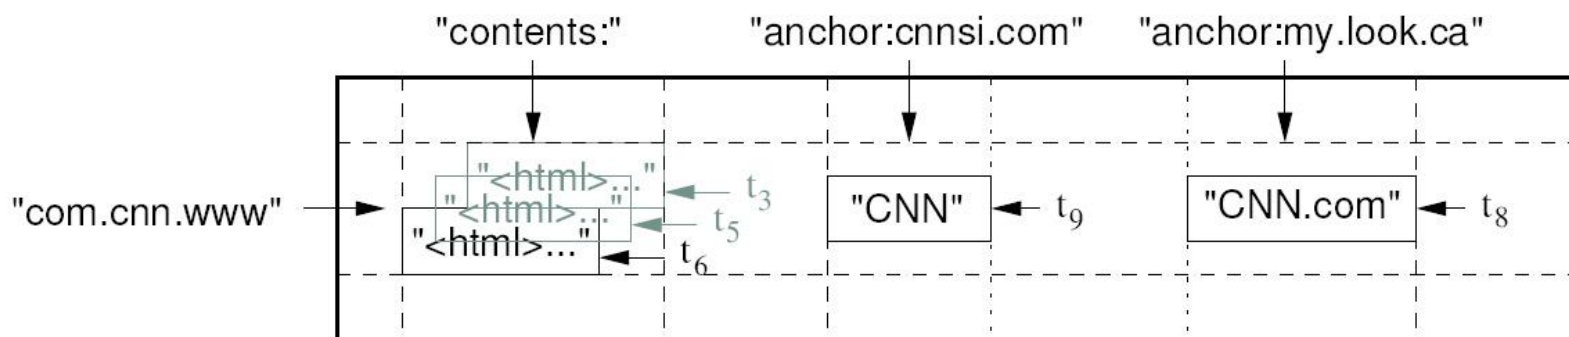 "contents:" "anchor:cnnsi.com" "anchor:my.look.ca"
"<html>..." t3
"com.cnn.www" "<html>..." t5 "CNN" t9 "CNN.com" t8
"<html>..." t6